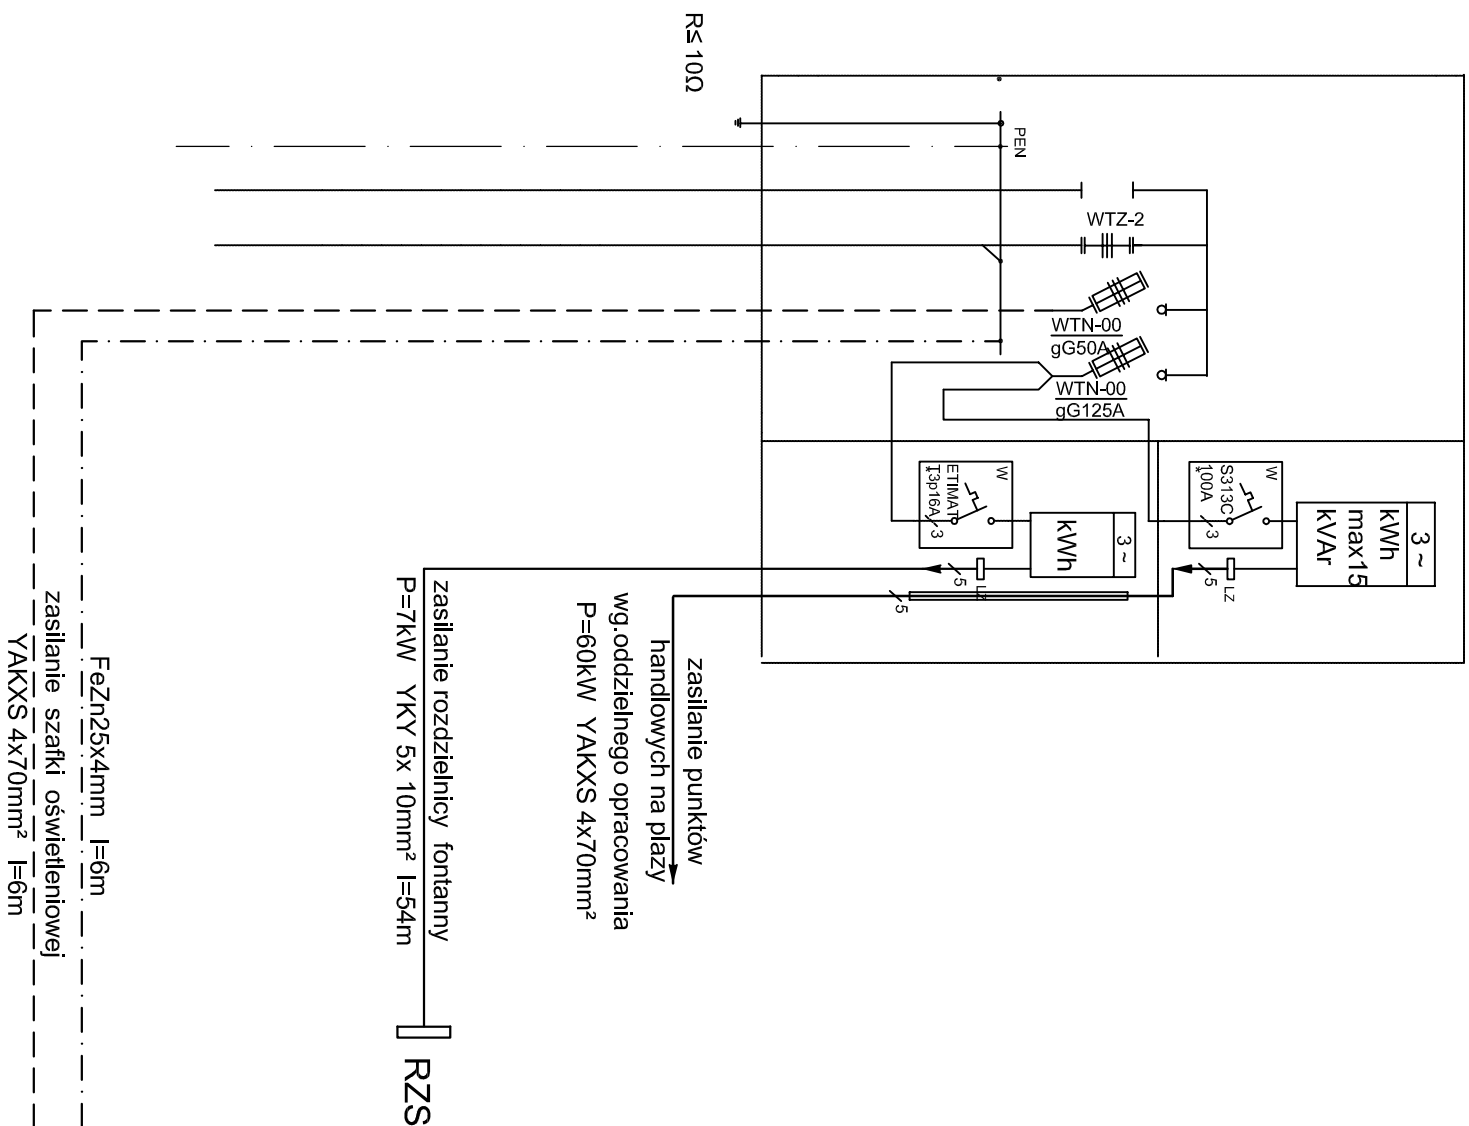 R≤ 10Ω
PEN
WTZ-2
WTN-00
gG50A
WTN-00
gG125A
W
ETIMAT
T3p16A
*
3
3 ~
kWh
5
LZ
W
S313C
100A
*
3
3 ~
kWh
max15
kVAr
5
LZ
5
zasilanie punktów
handlowych na plazy
wg.oddzielnego opracowania
P=60kW YAKXS 4x70mm²
zasilanie rozdzielnicy fontanny
P=7kW YKY 5x 10mm² l=54m
RZS
FeZn25x4mm l=6m
zasilanie szafki oświetleniowej
YAKXS 4x70mm² l=6m